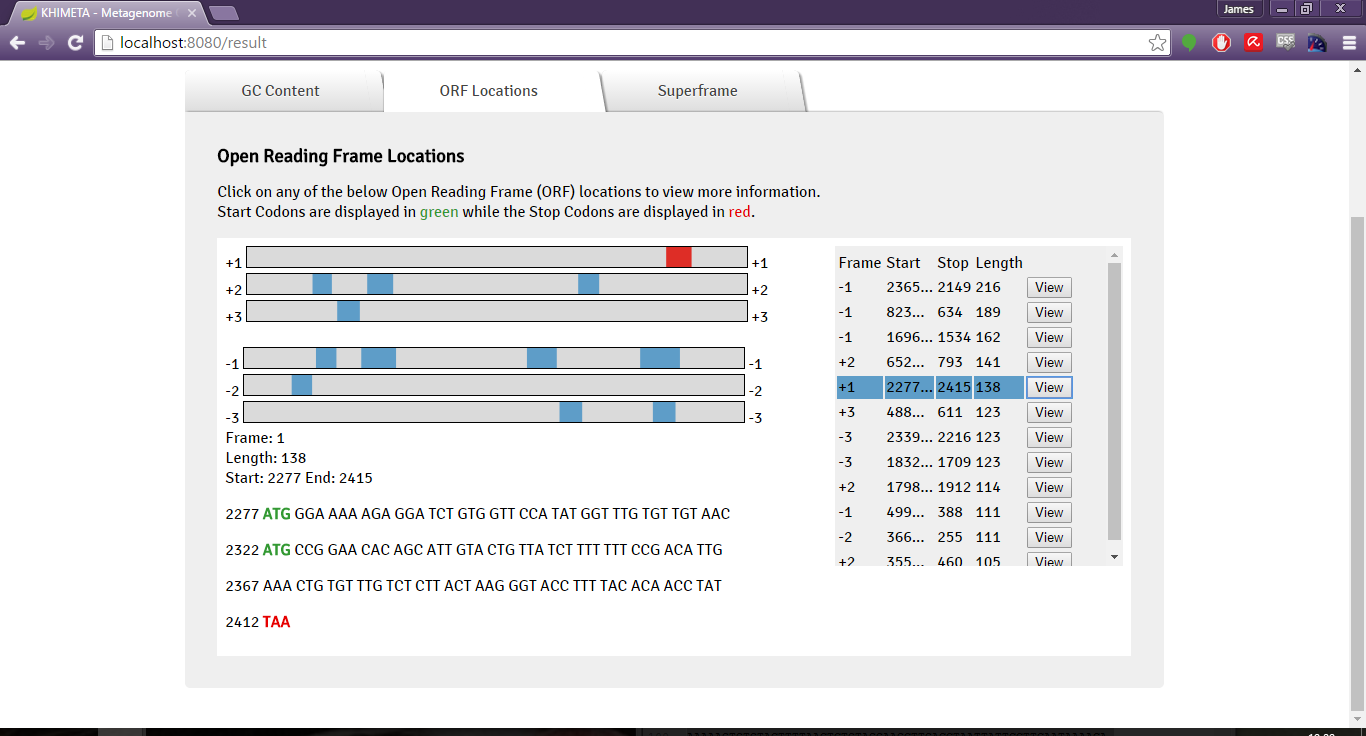 James
KHIMETA - Metagenome
localhost:8080/result
GC Content
ORF Locations
Superframe
Open Reading Frame Locations
Click on any of the below Open Reading Frame (ORF) locations to view more information.
Start Codons are displayed in green while the Stop Codons are displayed in red.
+1 +1
+2 +2
+3 +3
-1 -1
-2 -2
-3 -3
Frame: 1
Length: 138
Start: 2277 End: 2415
2277 ATG GGA AAA AGA GGA TCT GTG GTT CCA TAT GGT TTG TGT TGT AAC
2322 ATG CCG GAA CAC AGC ATT GTA CTG TTA TCT TTT TTT CCG ACA TTG
2367 AAA CTG TGT TTG TCT CTT ACT AAG GGT ACC TTT TAC ACA ACC TAT
2412 TAA
Frame Start Stop Length
-1 2365... 2149 216 View
-1 823... 634 189 View
-1 1696... 1534 162 View
+2 652... 793 141 View
+1 2277... 2415 138 View
+3 488... 611 123 View
-3 2339... 2216 123 View
-3 1832... 1709 123 View
+2 1798... 1912 114 View
-1 499... 388 111 View
-2 366... 255 111 View
+2 355... 460 105 View